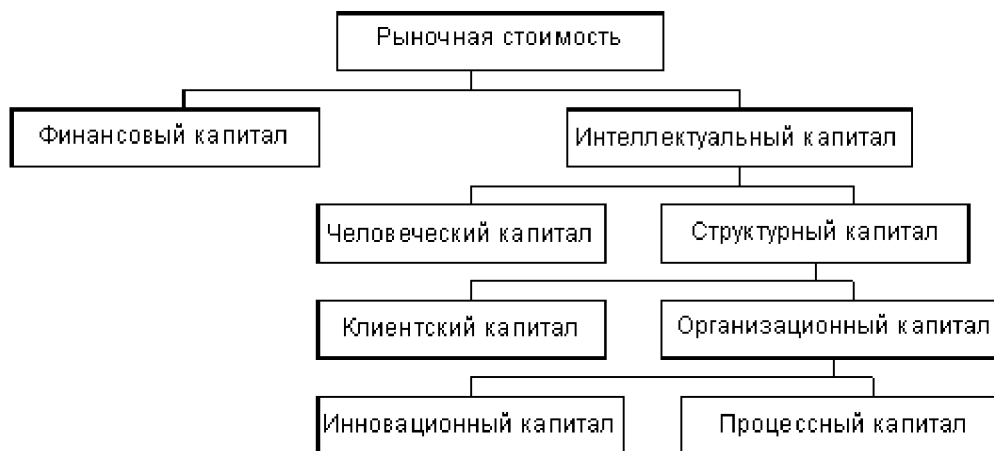 Рыночная стоимость
Финансовый капитал
Интеллектуальный капитал
Человеческий капитал
Структурный капитал
Клиентский капитал
Организационный капитал
Инновационный капитал
Процессный капитал